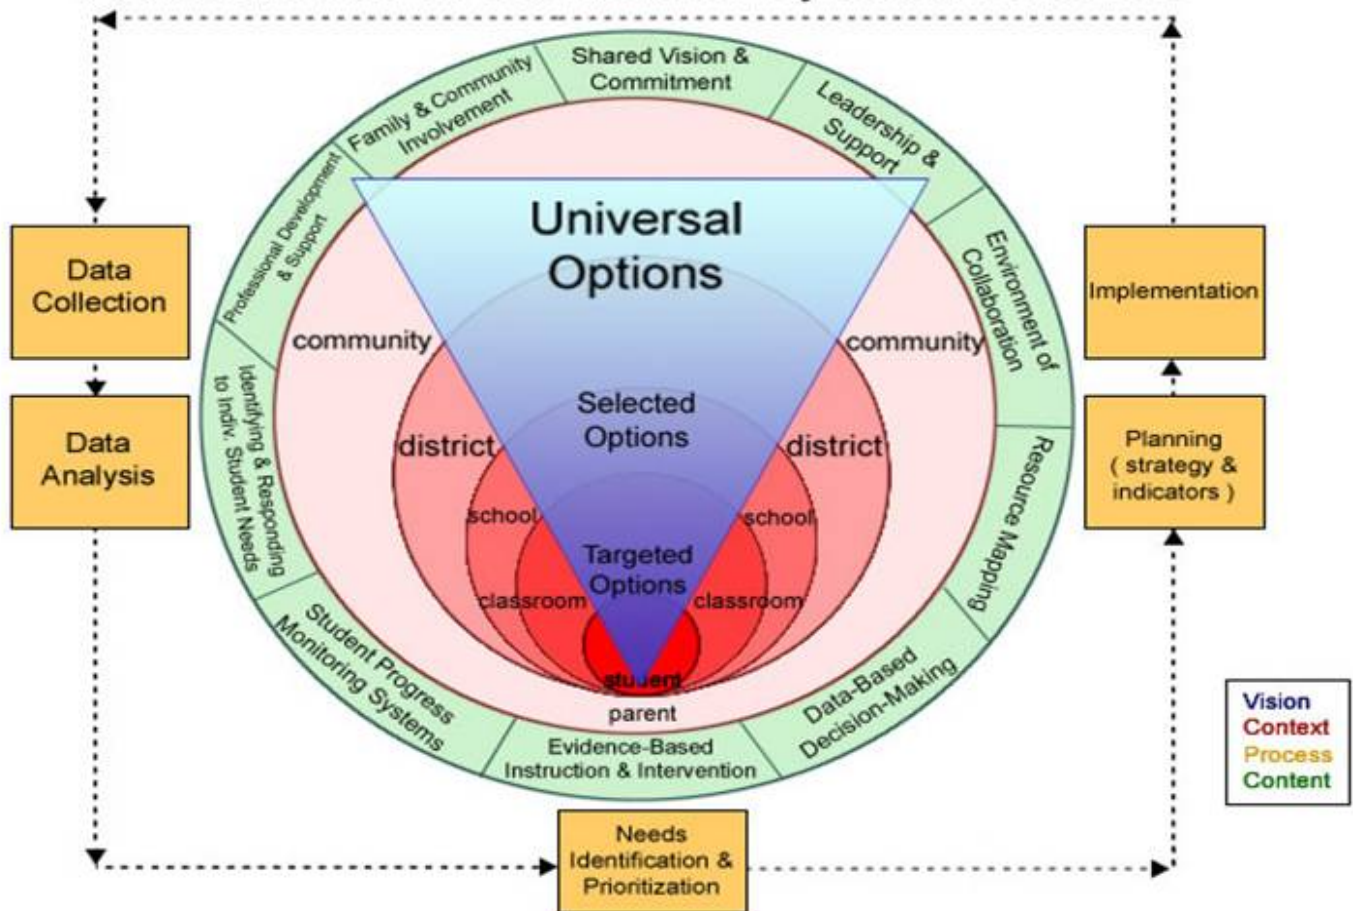 Shared Vision &
Commitment
Leadership &
Support
Environment of
Collaboration
Resource Mapping
Data-Based
Decision-Making
Evidence-Based
Instruction & Intervention
Student Progress
Monitoring Systems
Identifying & Responding
to Indiv. Student Needs
Professional Development
& Support
Family & Community
Involvement
Universal
Options
Selected
Options
Targeted
Options
community
community
district
district
school
school
classroom
classroom
student
parent
Data
Collection
Data
Analysis
Needs
Identification &
Prioritization
Planning
( strategy &
indicators )
Implementation
Vision
Context
Process
Content